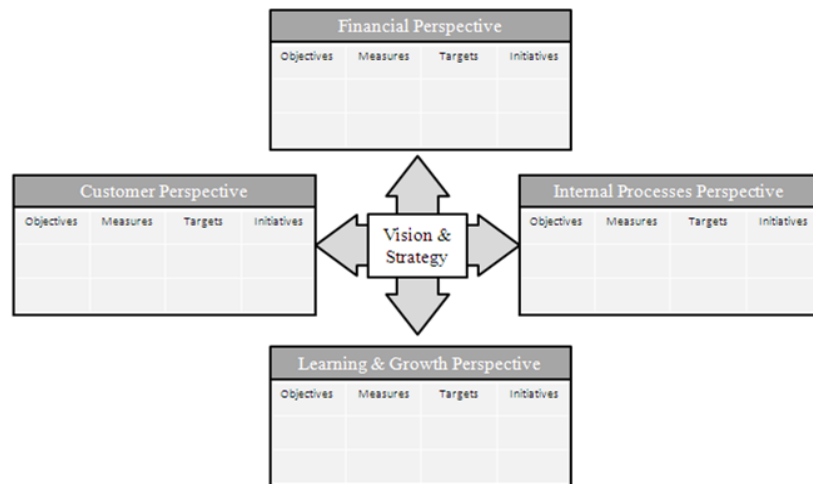 Financial Perspective
Objectives Measures Targets Initiatives
Customer Perspective
Objectives Measures Targets Initiatives
Vision &
Strategy
Internal Processes Perspective
Objectives Measures Targets Initiatives
Learning & Growth Perspective
Objectives Measures Targets Initiatives